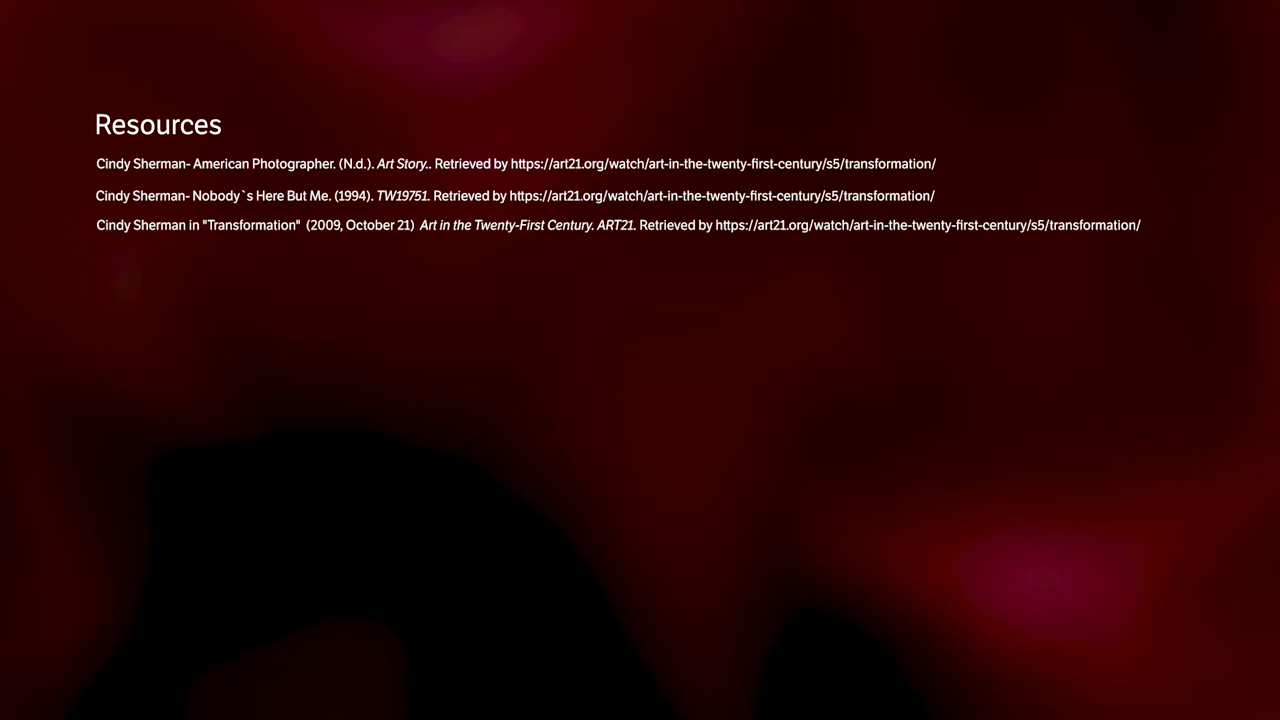 Resources
Cindy Sherman- American Photographer. (N.d.). Art Story.. Retrieved by https://art21.org/watch/art-in-the-twenty-first-century/s5/transformation/
Cindy Sherman- Nobody`s Here But Me. (1994). TW19751. Retrieved by https://art21.org/watch/art-in-the-twenty-first-century/s5/transformation/
Cindy Sherman in "Transformation" (2009, October 21) Art in the Twenty-First Century. ART21. Retrieved by https://art21.org/watch/art-in-the-twenty-first-century/s5/transformation/